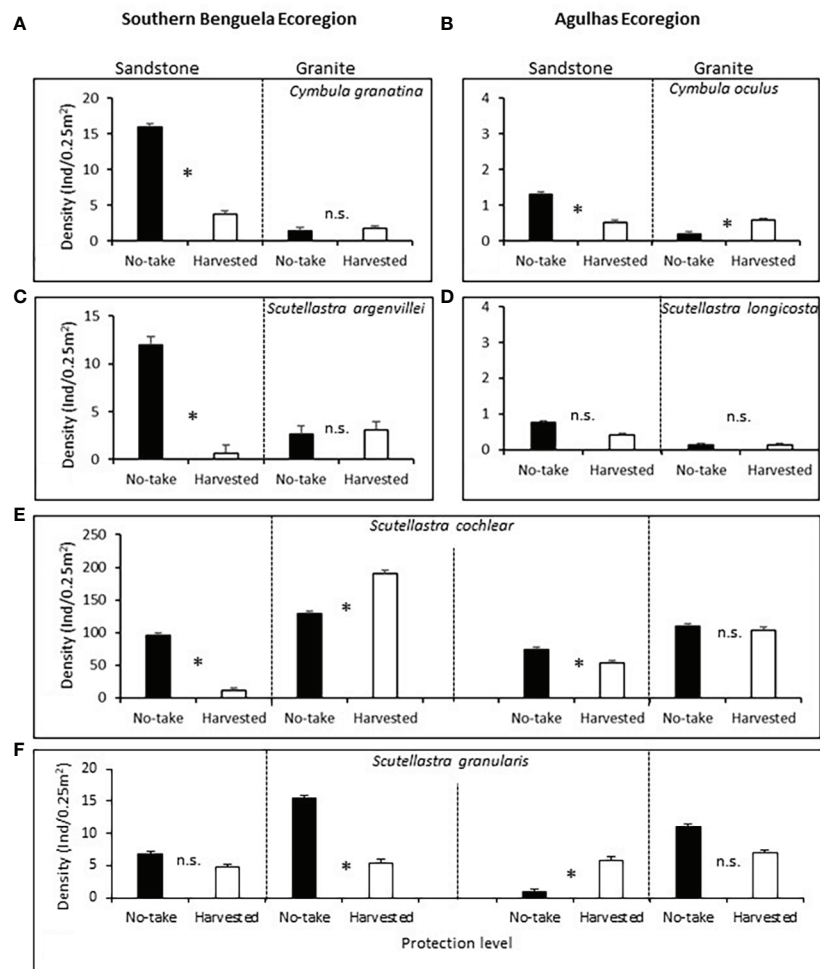 Southern Benguela Ecoregion
Agulhas Ecoregion
A
B
Sandstone
Granite
Sandstone
Granite
Cymbula granatina
Cymbula oculus
Density (Ind/0.25m²)
20
15
10
5
0
*
n.s.
No-take
Harvested
No-take
Harvested
4
3
2
1
0
*
*
No-take
Harvested
No-take
Harvested
C
D
Scutellastra argenvillei
Scutellastra longicosta
Density (Ind/0.25m²)
15
10
5
0
*
n.s.
No-take
Harvested
No-take
Harvested
4
3
2
1
0
n.s.
n.s.
No-take
Harvested
No-take
Harvested
E
Scutellastra cochlear
Density (Ind/0.25m²)
250
200
150
100
50
0
*
*
*
n.s.
No-take
Harvested
No-take
Harvested
No-take
Harvested
No-take
Harvested
F
Scutellastra granularis
Density (Ind/0.25m²)
20
15
10
5
0
n.s.
*
*
n.s.
No-take
Harvested
No-take
Harvested
No-take
Harvested
No-take
Harvested
Protection level